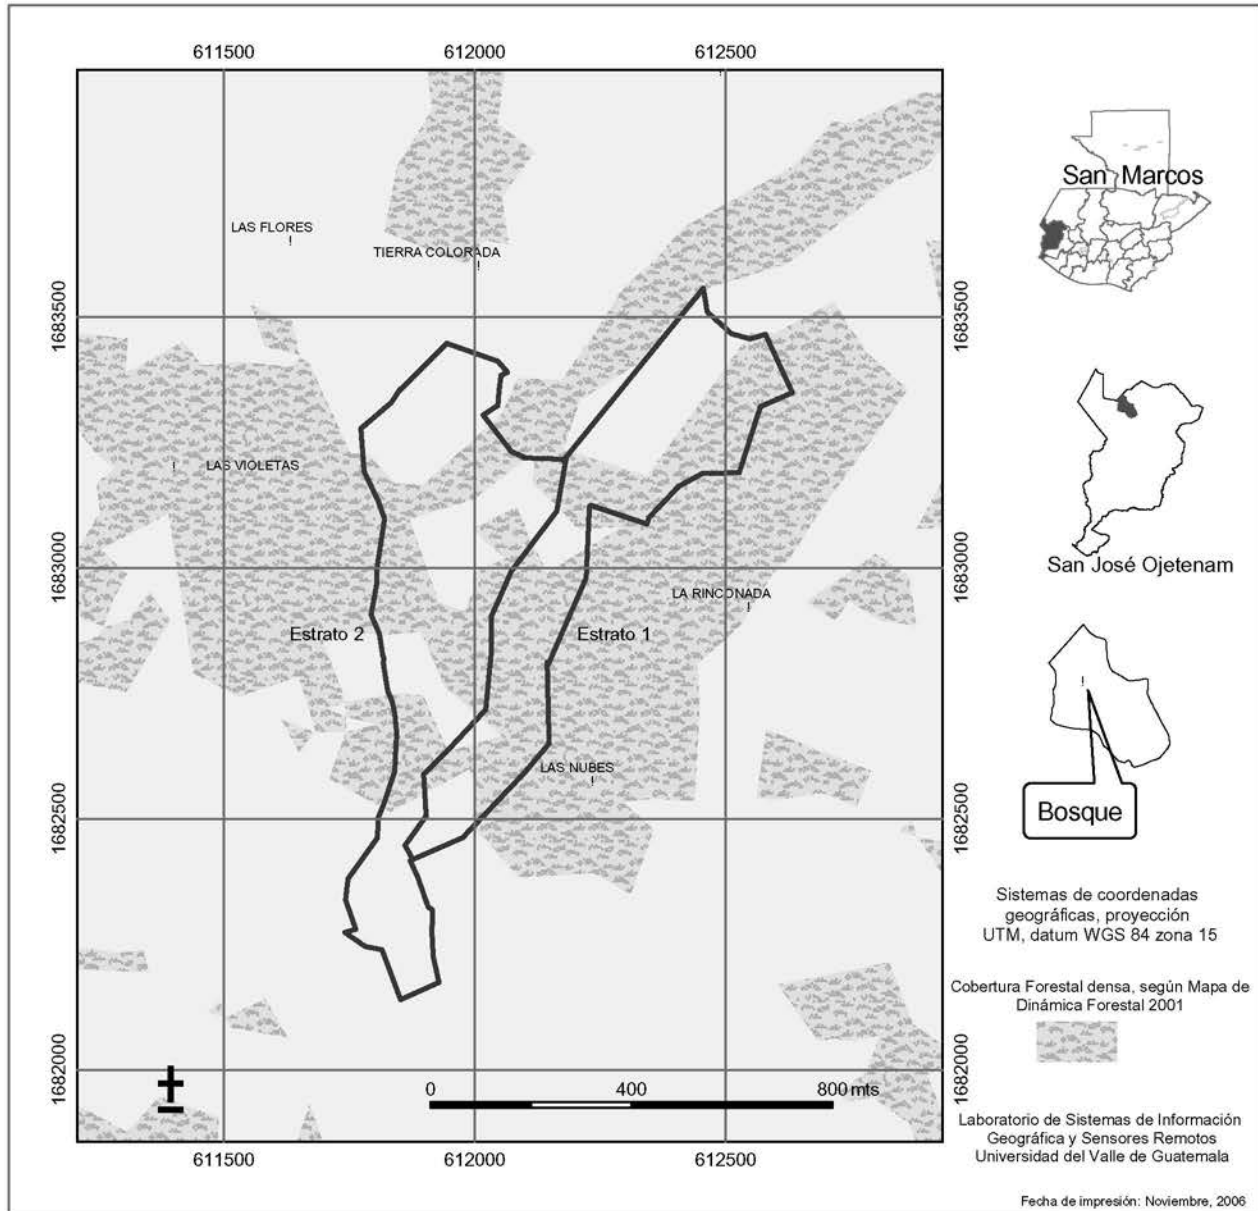 611500
612000
612500
San Marcos
LAS FLORES
!
TIERRA COLORADA
!
1683500
1683500
! LAS VIOLETAS
San José Ojetenam
1683000
1683000
LA RINCONADA
!
Estrato 2
Estrato 1
!
LAS NUBES
!
Bosque
1682500
1682500
Sistemas de coordenadas
geográficas, proyección
UTM, datum WGS 84 zona 15
Cobertura Forestal densa, según Mapa de
Dinámica Forestal 2001
1682000
1682000
0 400 800 mts
Laboratorio de Sistemas de Información
Geográfica y Sensores Remotos
Universidad del Valle de Guatemala
611500
612000
612500
Fecha de impresión: Noviembre, 2006